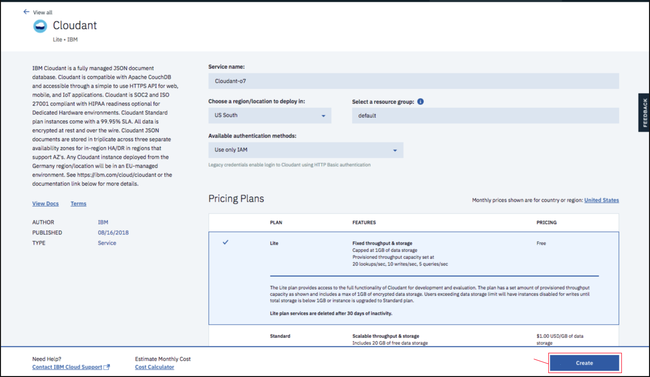 View all
Cloudant
Lite • IBM
IBM Cloudant is a fully managed JSON document
database. Cloudant is compatible with Apache CouchDB
and accessible through a simple to use HTTPS API for web,
mobile, and IoT applications. Cloudant is SOC2 and ISO
27001 compliant with HIPAA readiness optional for
Dedicated Hardware environments. Cloudant Standard
plan instances come with a 99.95% SLA. All data is
encrypted at rest and over the wire. Cloudant JSON
documents are stored in triplicate across three separate
availability zones for in-region HA/DR in regions that
support AZ's. Any Cloudant instance deployed from the
Germany region/location will be in an EU-managed
environment. See https://ibm.com/cloud/cloudant or the
documentation link below for more details.
View Docs Terms
AUTHOR IBM
PUBLISHED 08/16/2018
TYPE Service
Service name:
Cloudant-o7
Choose a region/location to deploy in:
US South
Select a resource group:
default
Available authentication methods:
Use only IAM
Legacy credentials enable login to Cloudant using HTTP Basic authentication
Pricing Plans
Monthly prices shown are for country or region: United States
PLAN FEATURES PRICING
Lite Fixed throughput & storage Free
Capped at 1GB of data storage
Provisioned throughput capacity set at
20 lookups/sec, 10 writes/sec, 5 queries/sec
The Lite plan provides access to the full functionality of Cloudant for development and evaluation. The plan has a set amount of provisioned throughput
capacity as shown and includes a max of 1GB of encrypted data storage. Users exceeding data storage limit will have instances disabled for writes until
total storage is below 1GB or instance is upgraded to Standard plan.
Lite plan services are deleted after 30 days of inactivity.
Standard Scalable throughput & storage $1.00 USD/GB of data
Includes 20 GB of free data storage storage
FEEDBACK
Need Help?
Contact IBM Cloud Support
Estimate Monthly Cost
Cost Calculator
Create